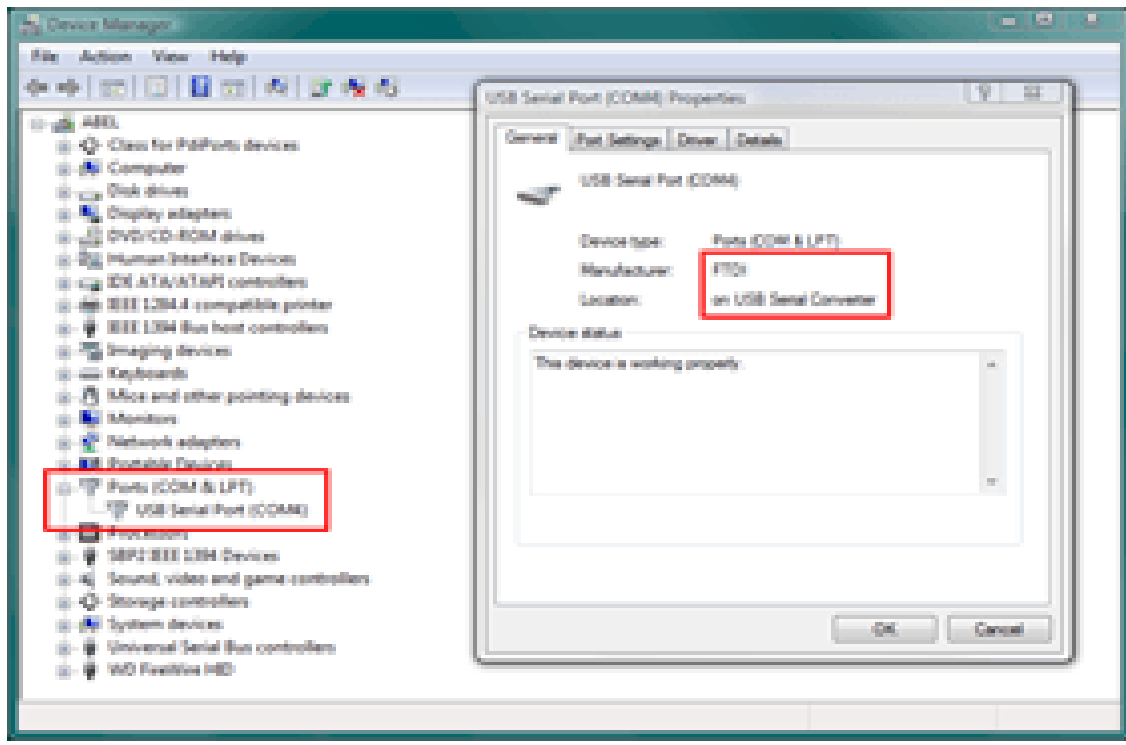 Device Manager
File Action View Help
ABEL
Class for PdiPorts devices
Computer
Disk drives
Display adapters
DVD/CD-ROM drives
Human Interface Devices
IDE ATA/ATAPI controllers
IEEE 1284.4 compatible printer
IEEE 1394 Bus host controllers
Imaging devices
Keyboards
Mice and other pointing devices
Monitors
Network adapters
Portable Devices
Ports (COM & LPT)
USB Serial Port (COM4)
Processors
SBP2 IEEE 1394 Devices
Sound, video and game controllers
Storage controllers
System devices
Universal Serial Bus controllers
WD FireWire HID
USB Serial Port (COM4) Properties
General Port Settings Driver Details
USB Serial Port (COM4)
Device type: Ports (COM & LPT)
Manufacturer: FTDI
Location: on USB Serial Converter
Device status
This device is working properly.
OK Cancel